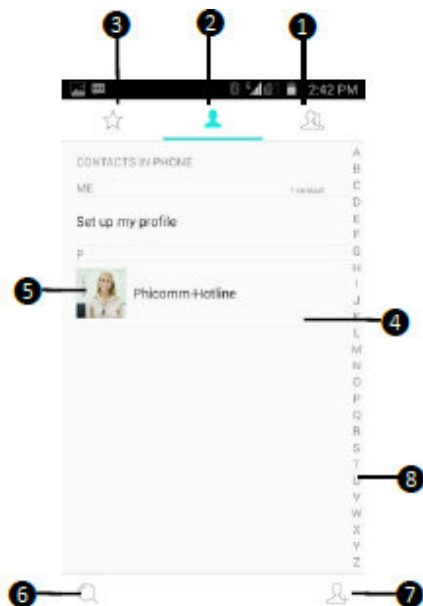 3
2
1
2:42 PM
CONTACTS IN PHONE
ME
Set up my profile
P
5
Phicomm-Hotline
4
A
B
C
D
E
F
G
H
I
J
K
L
M
N
O
P
Q
R
S
T
U
V
W
X
Y
Z
8
6
7